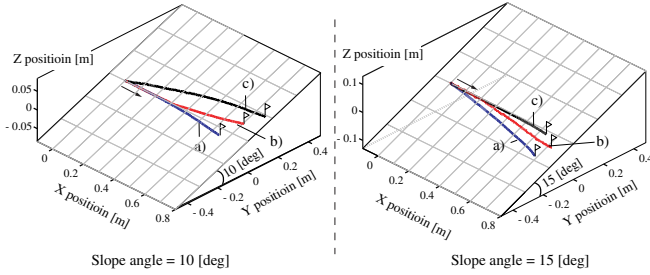 Z positioin [m]
0.05
0
- 0.05
0
0.2
0.4
0.6
0.8
X positioin [m]
- 0.4
- 0.2
0
0.2
0.4
Y positioin [m]
a)
b)
c)
10 [deg]
Slope angle = 10 [deg]
Z positioin [m]
0.1
0
- 0.1
0
0.2
0.4
0.6
0.8
X positioin [m]
- 0.4
- 0.2
0
0.2
0.4
Y positioin [m]
a)
b)
c)
15 [deg]
Slope angle = 15 [deg]